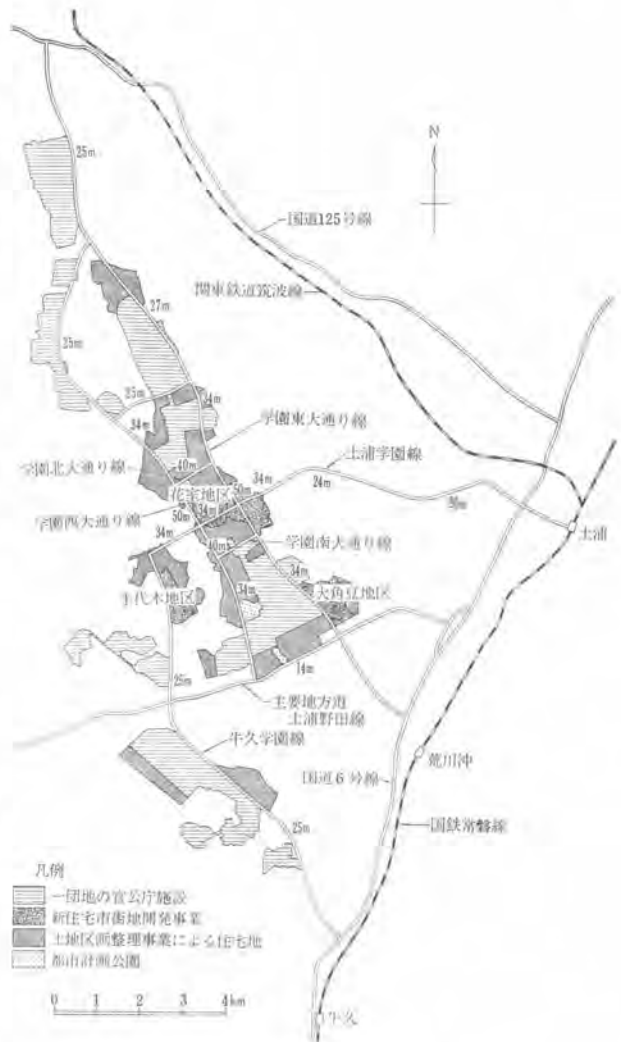 N
25m
国道125号線
関東鉄道筑波線
27m
25m
25m
34m
34m
学園東大通り線
学園北大通り線
40m
34m
土浦学園線
24m
花室地区
50m
30m
学園西大通り線
34m
50m
土浦
34m
40m
学園南大通り線
34m
手代木地区
34m
大角豆地区
14m
25m
主要地方道
土浦野田線
牛久学園線
荒川沖
国道6号線
25m
国鉄常磐線
凡例
一団地の官公庁施設
新住宅市街地開発事業
土地区画整理事業による住宅地
都市計画公園
0 1 2 3 4km
牛久